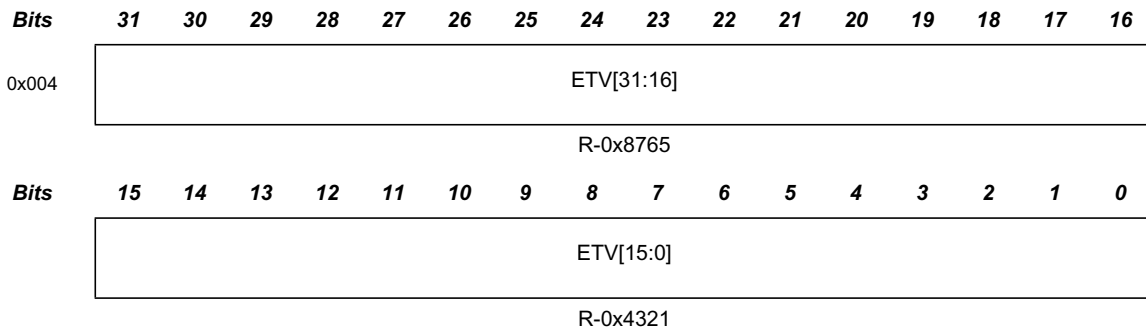 Bits 31 30 29 28 27 26 25 24 23 22 21 20 19 18 17 16
0x004 ETV[31:16]
R-0x8765
Bits 15 14 13 12 11 10 9 8 7 6 5 4 3 2 1 0
ETV[15:0]
R-0x4321